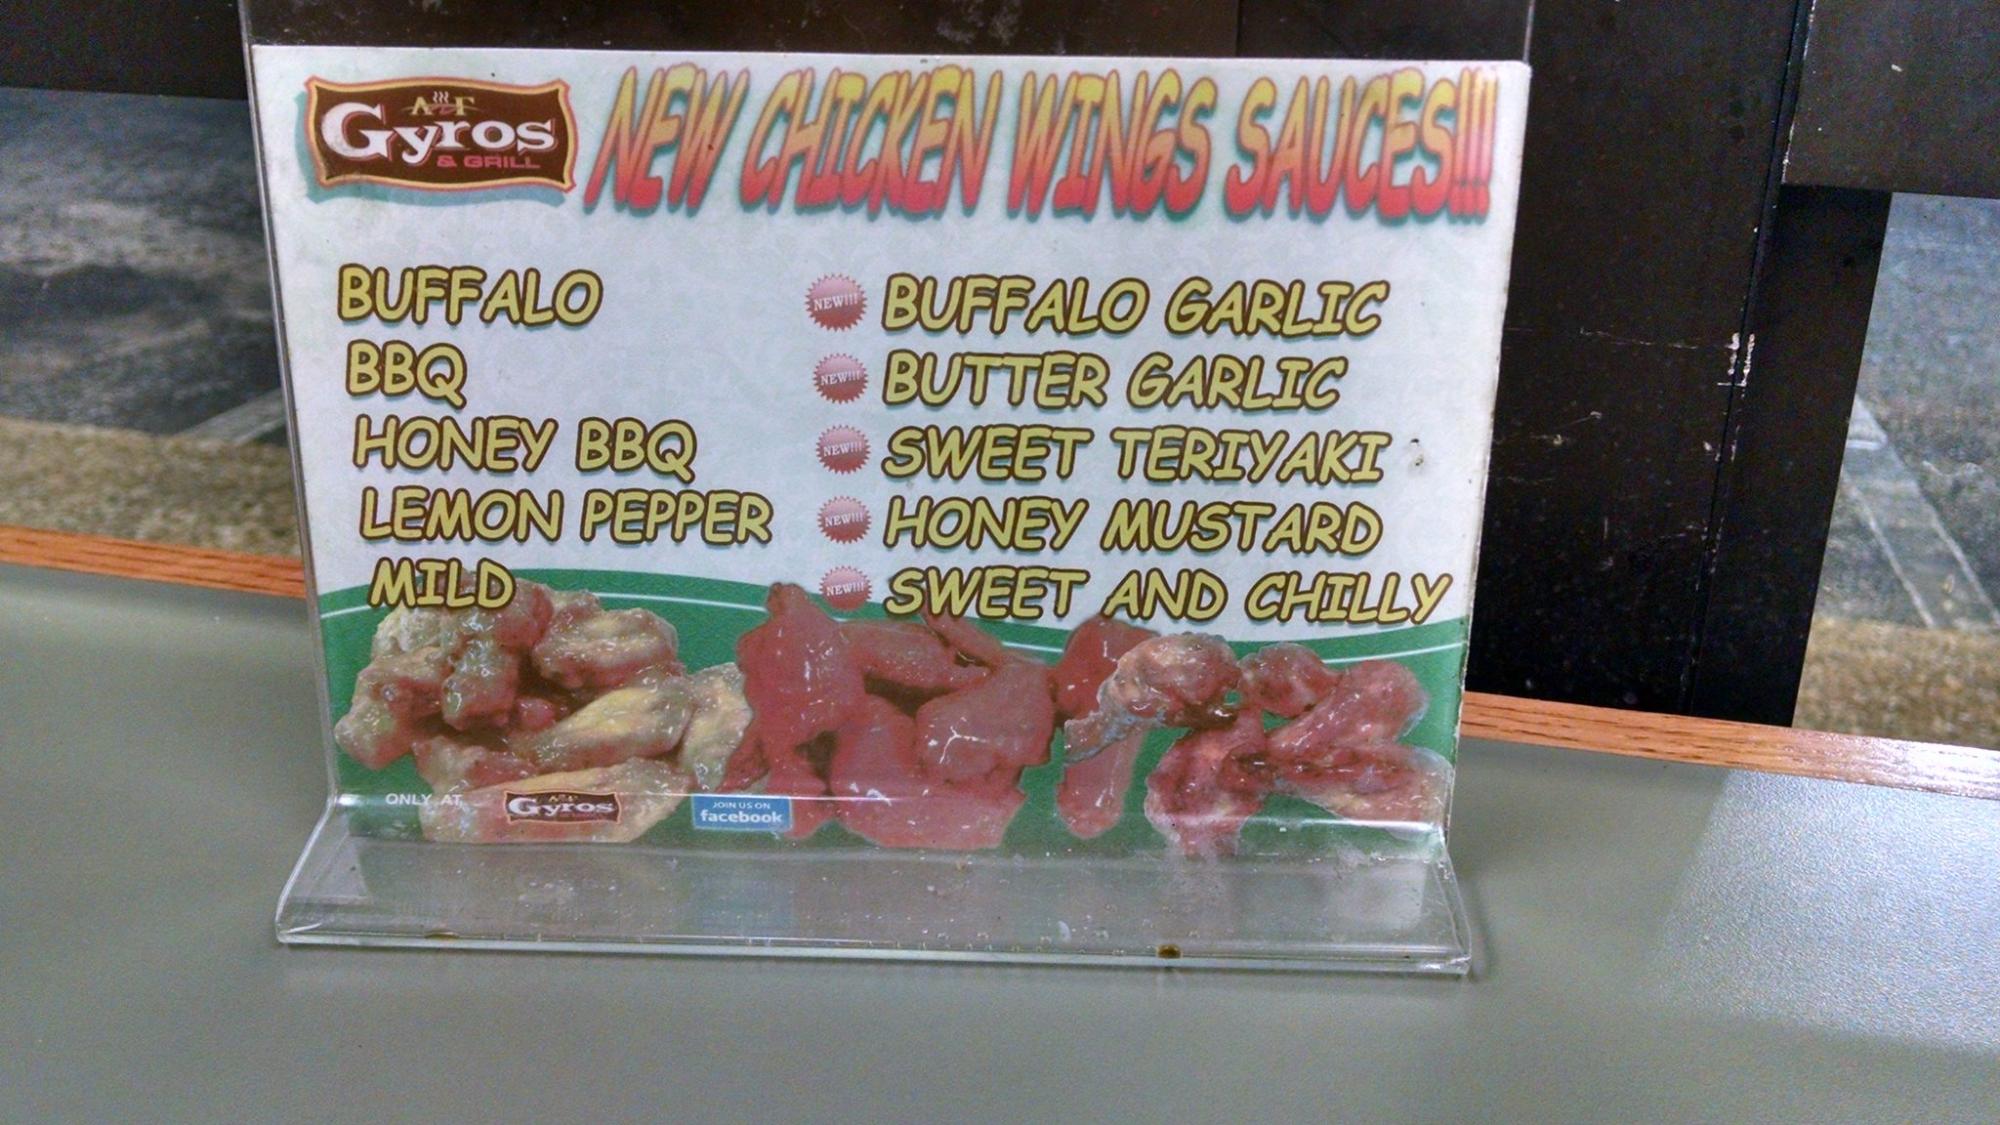 A&F
Gyros
& GRILL
NEW CHICKEN WINGS SAUCES!!!
BUFFALO
BBQ
HONEY BBQ
LEMON PEPPER
MILD
NEW!!! BUFFALO GARLIC
NEW!!! BUTTER GARLIC
NEW!!! SWEET TERIYAKI
NEW!!! HONEY MUSTARD
NEW!!! SWEET AND CHILLY
ONLY AT
Gyros
JOIN US ON
facebook